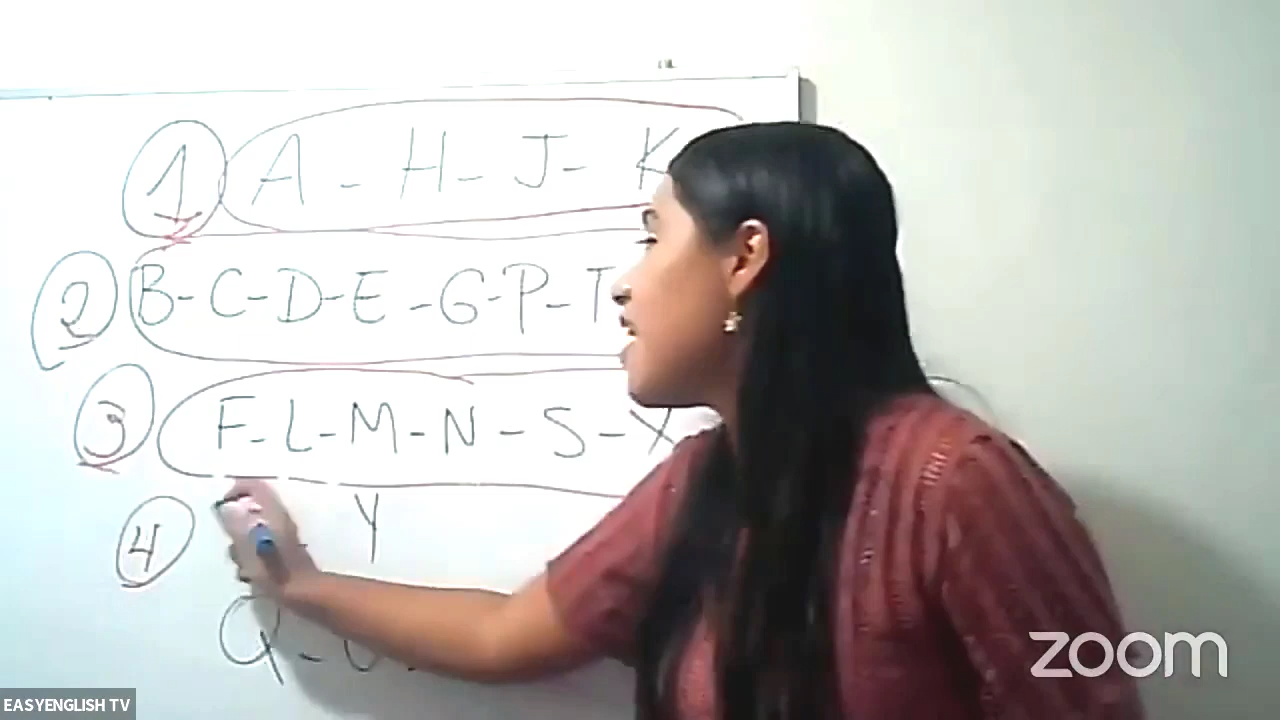 1 A - H - J - K
2 B - C - D - E - G - P - T
3 F - L - M - N - S - X
4 Y
Q - U
zoom
EASYENGLISH TV